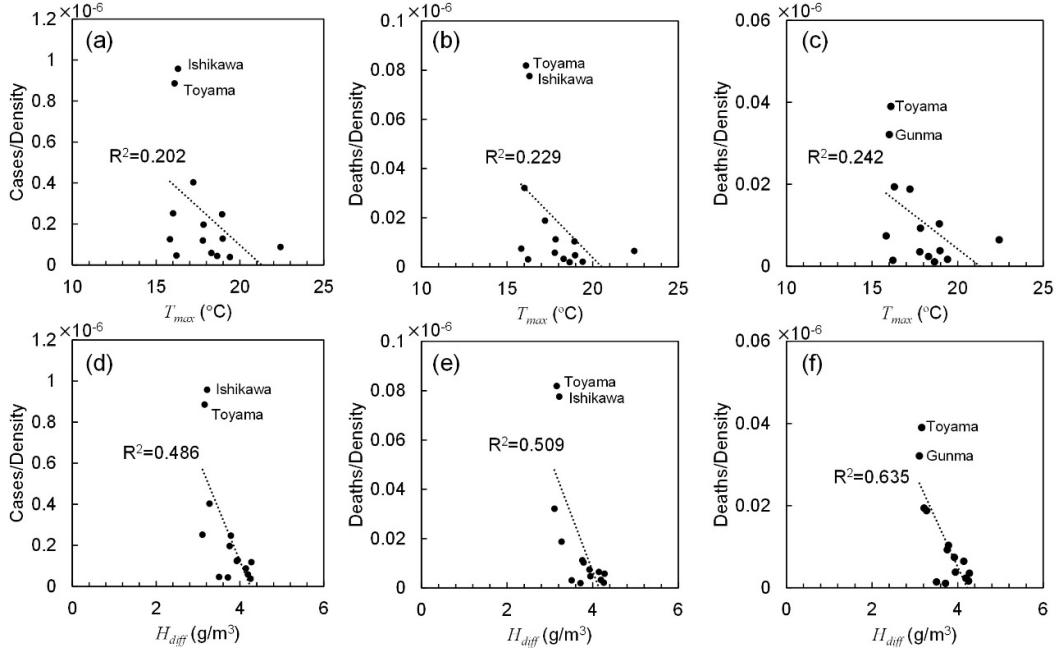 ×10⁻⁶
(a)
1.2
1
0.8
0.6
0.4
0.2
0
Cases/Density
Ishikawa
Toyama
R²=0.202
10 15 20 25
T_max (°C)
×10⁻⁶
(b)
0.1
0.08
0.06
0.04
0.02
0
Deaths/Density
Toyama
Ishikawa
R²=0.229
10 15 20 25
T_max (°C)
×10⁻⁶
(c)
0.06
0.04
0.02
0
Deaths/Density
Toyama
Gunma
R²=0.242
10 15 20 25
T_max (°C)
×10⁻⁶
(d)
1.2
1
0.8
0.6
0.4
0.2
0
Cases/Density
Ishikawa
Toyama
R²=0.486
0 2 4 6
H_diff (g/m³)
×10⁻⁶
(e)
0.1
0.08
0.06
0.04
0.02
0
Deaths/Density
Toyama
Ishikawa
R²=0.509
0 2 4 6
H_diff (g/m³)
×10⁻⁶
(f)
0.06
0.04
0.02
0
Deaths/Density
Toyama
Gunma
R²=0.635
0 2 4 6
H_diff (g/m³)